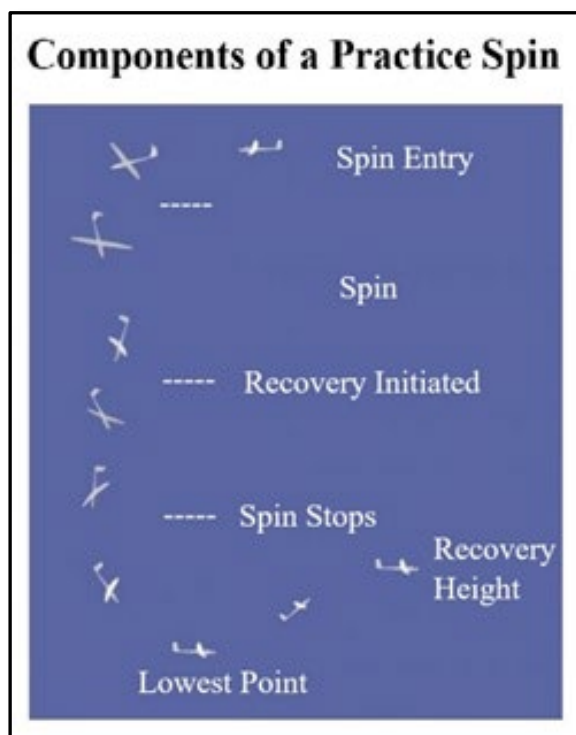 Components of a Practice Spin
Spin Entry
Spin
Recovery Initiated
Spin Stops
Recovery
Height
Lowest Point